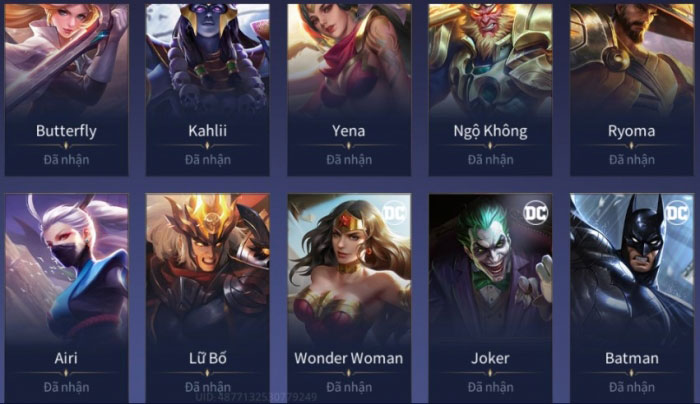 Butterfly
Kahlii
Yena
Ngộ Không
Ryoma
Đã nhận
Đã nhận
Đã nhận
Đã nhận
Đã nhận
DC
DC
DC
Airi
Lữ Bố
Wonder Woman
Joker
Batman
Đã nhận
Đã nhận
Đã nhận
Đã nhận
Đã nhận
UID:4877132530779249